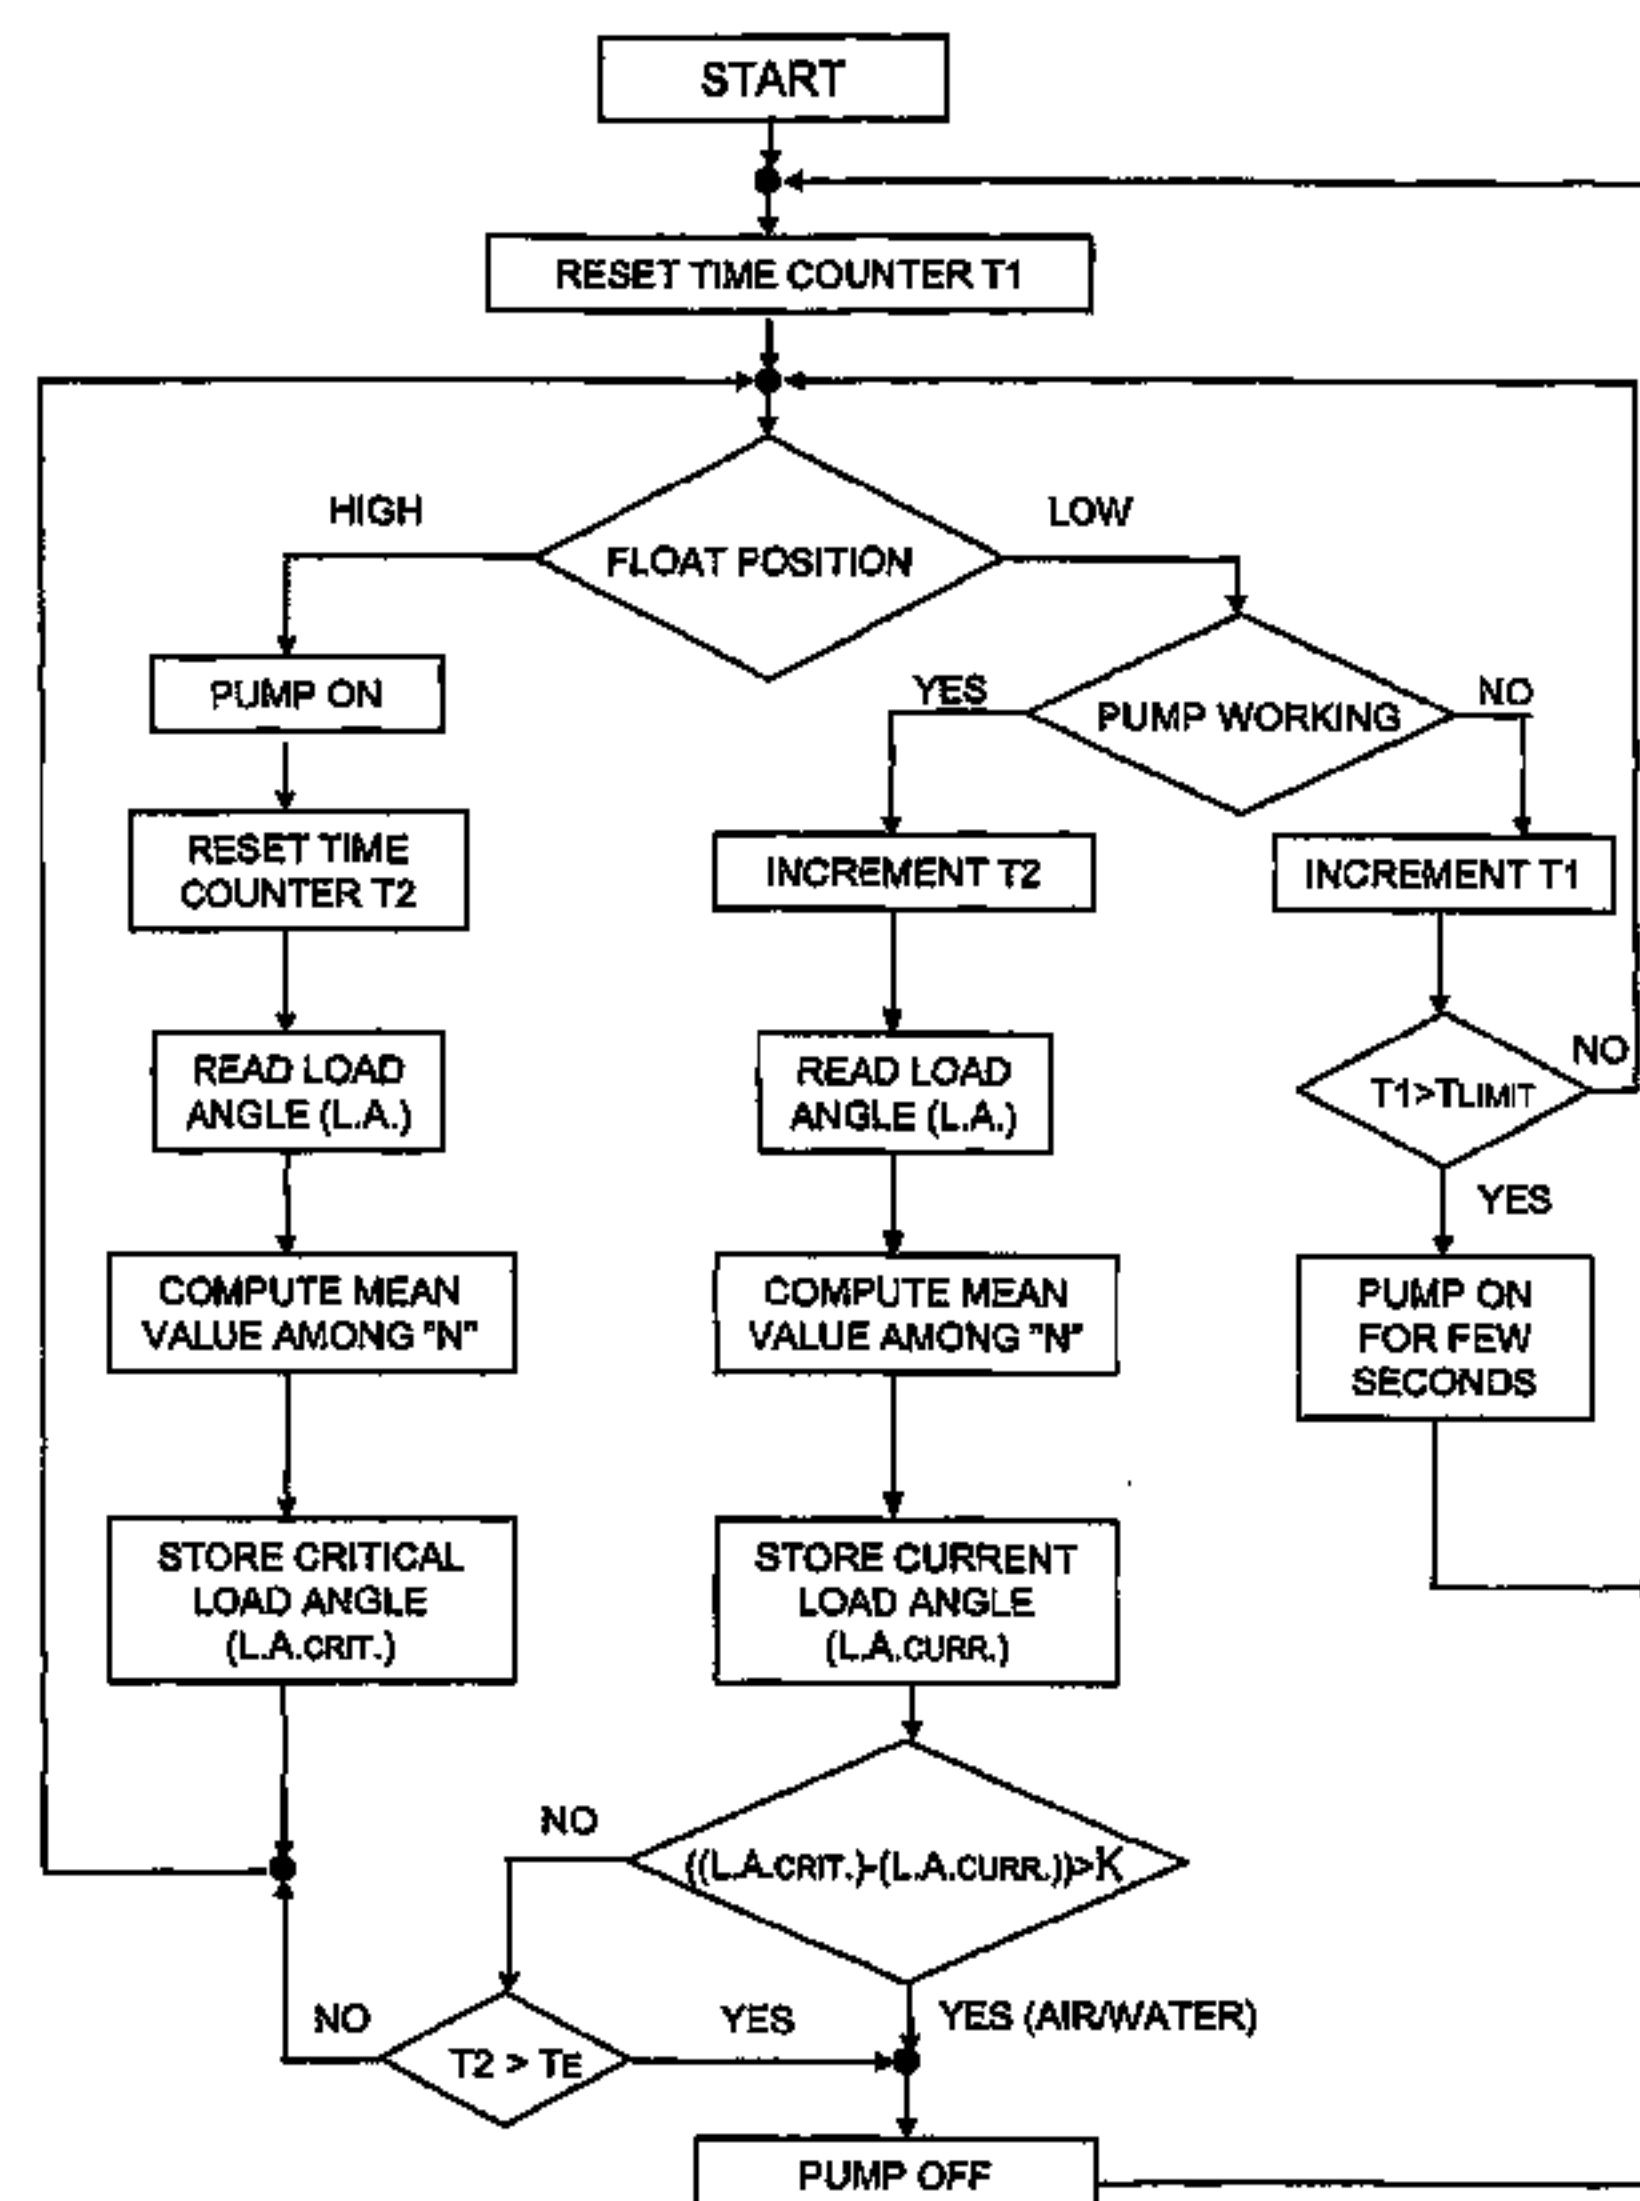 START
RESET TIME COUNTER T1
HIGH
LOW
FLOAT POSITION
PUMP ON
YES
PUMP WORKING
NO
RESET TIME
COUNTER T2
INCREMENT T2
INCREMENT T1
READ LOAD
ANGLE (L.A.)
READ LOAD
ANGLE (L.A.)
NO
T1>TLIMIT
YES
COMPUTE MEAN
VALUE AMONG "N"
COMPUTE MEAN
VALUE AMONG "N"
PUMP ON
FOR FEW
SECONDS
STORE CRITICAL
LOAD ANGLE
(L.A.CRIT.)
STORE CURRENT
LOAD ANGLE
(L.A.CURR.)
NO
((L.A.CRIT.)-(L.A.CURR.))>K
NO
YES
YES (AIR/WATER)
T2 > TE
PUMP OFF